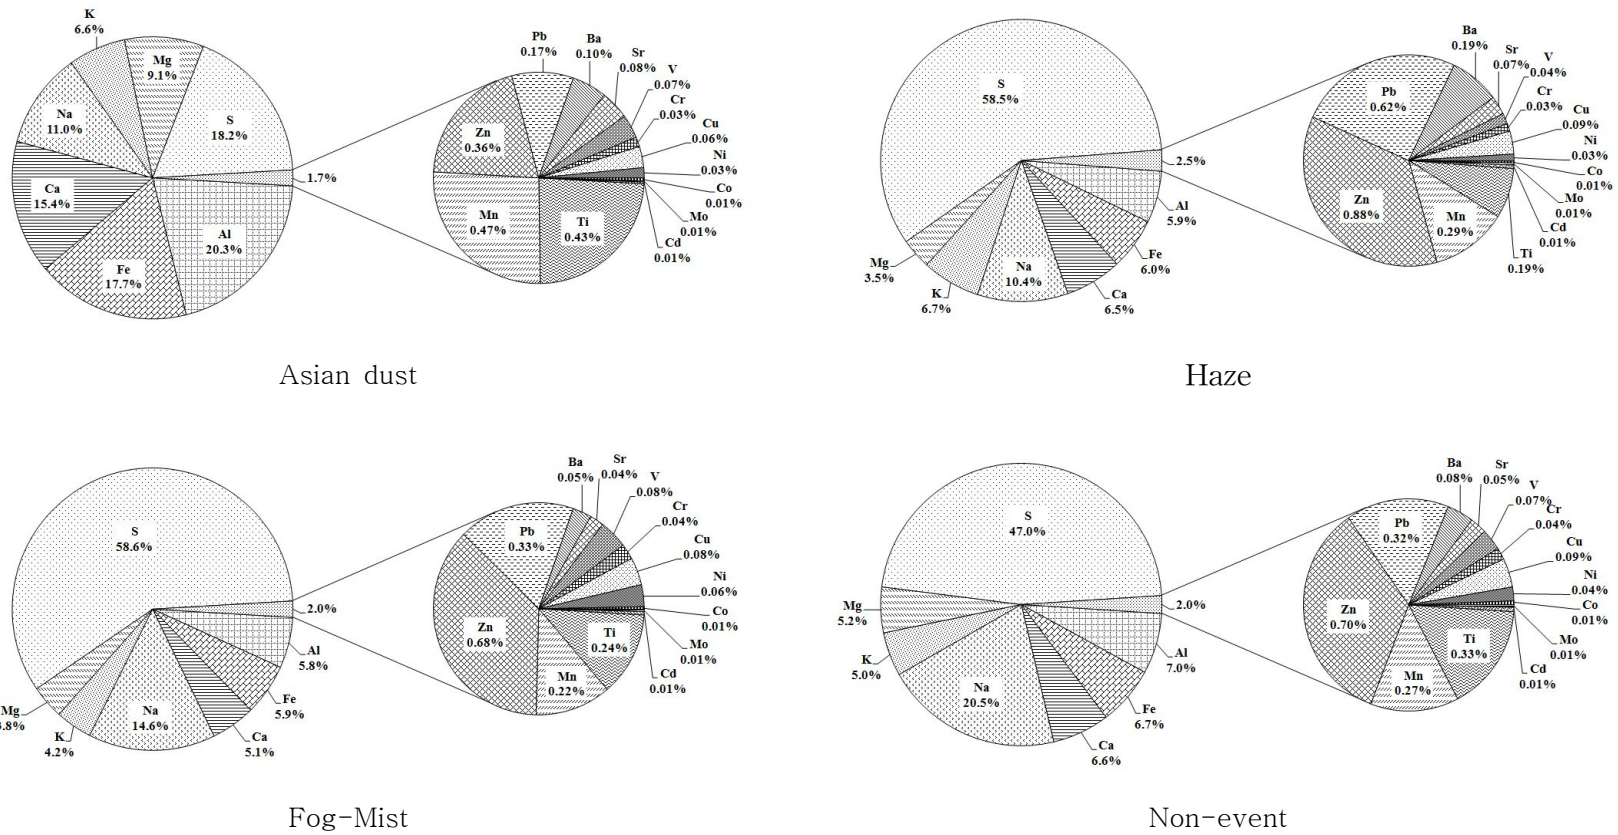 K
6.6%
Mg
9.1%
S
18.2%
Na
11.0%
Ca
15.4%
Fe
17.7%
Al
20.3%
1.7%
Pb
0.17%
Ba
0.10%
Sr
0.08%
V
0.07%
Cr
0.03%
Cu
0.06%
Ni
0.03%
Co
0.01%
Mo
0.01%
Cd
0.01%
Zn
0.36%
Mn
0.47%
Ti
0.43%
Asian dust
S
58.5%
2.5%
Al
5.9%
Fe
6.0%
Ca
6.5%
Na
10.4%
K
6.7%
Mg
3.5%
Pb
0.62%
Ba
0.19%
Sr
0.07%
V
0.04%
Cr
0.03%
Cu
0.09%
Ni
0.03%
Co
0.01%
Mo
0.01%
Cd
0.01%
Ti
0.19%
Mn
0.29%
Zn
0.88%
Haze
S
58.6%
2.0%
Al
5.8%
Fe
5.9%
Ca
5.1%
Na
14.6%
K
4.2%
Mg
3.8%
Pb
0.33%
Ba
0.05%
Sr
0.04%
V
0.08%
Cr
0.04%
Cu
0.08%
Ni
0.06%
Co
0.01%
Mo
0.01%
Cd
0.01%
Ti
0.24%
Mn
0.22%
Zn
0.68%
Fog-Mist
S
47.0%
2.0%
Al
7.0%
Fe
6.7%
Ca
6.6%
Na
20.5%
K
5.0%
Mg
5.2%
Pb
0.32%
Ba
0.08%
Sr
0.05%
V
0.07%
Cr
0.04%
Cu
0.09%
Ni
0.04%
Co
0.01%
Mo
0.01%
Cd
0.01%
Ti
0.33%
Mn
0.27%
Zn
0.70%
Non-event